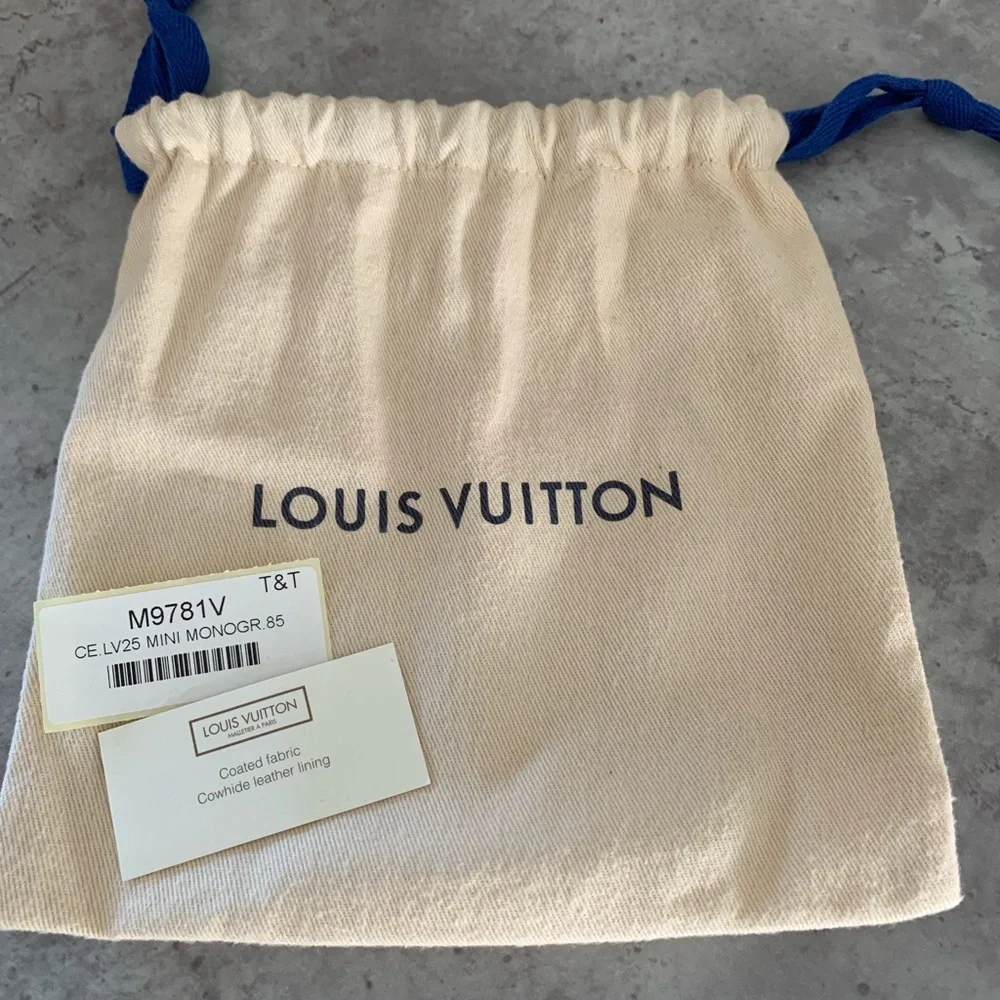 LOUIS VUITTON
T&T
M9781V
CE.LV25 MINI MONOGR.85
LOUIS VUITTON
MALLETIER A PARIS
Coated fabric
Cowhide leather lining